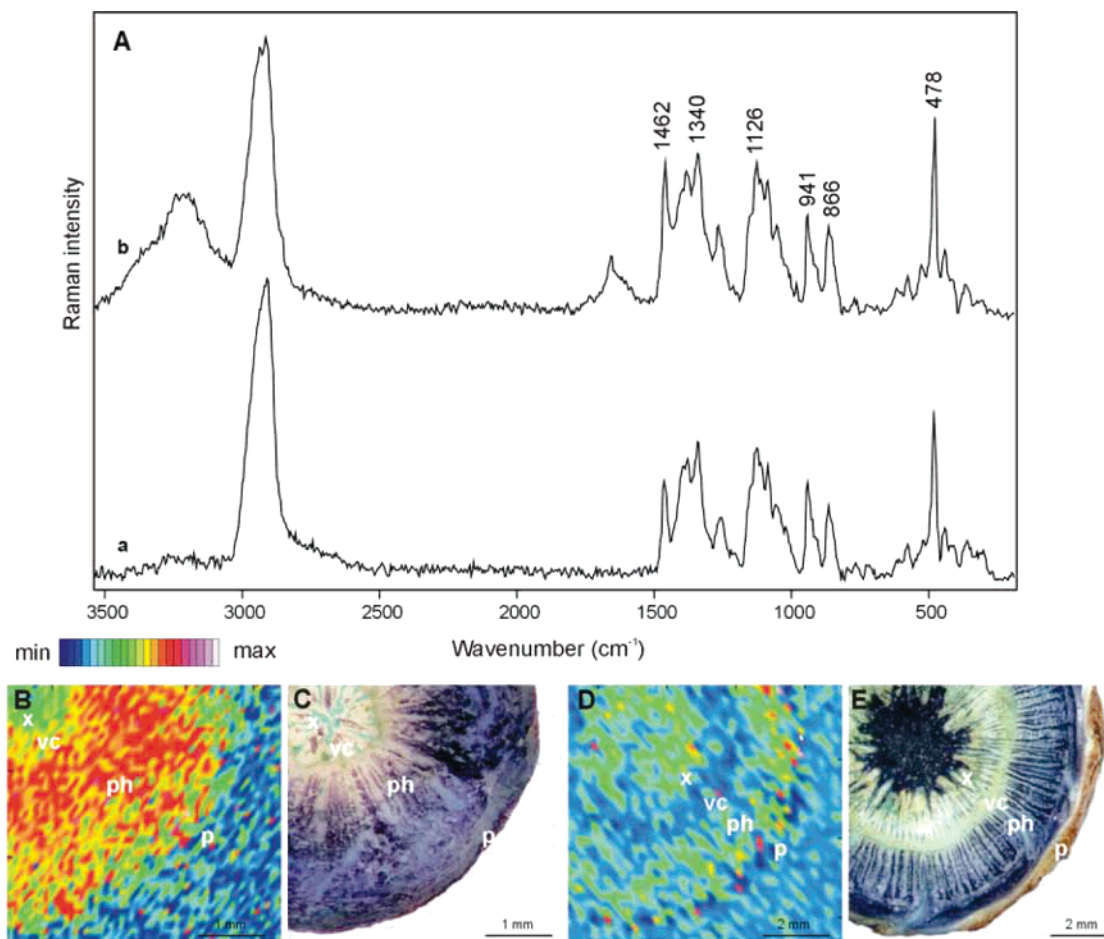 A
1462
1340
1126
941
866
478
Raman intensity
b
a
3500 3000 2500 2000 1500 1000 500
Wavenumber (cm-1)
min max
B
x
vc
ph
p
1 mm
C
x
vc
ph
p
1 mm
D
x
vc
ph
p
2 mm
E
x
vc
ph
p
2 mm